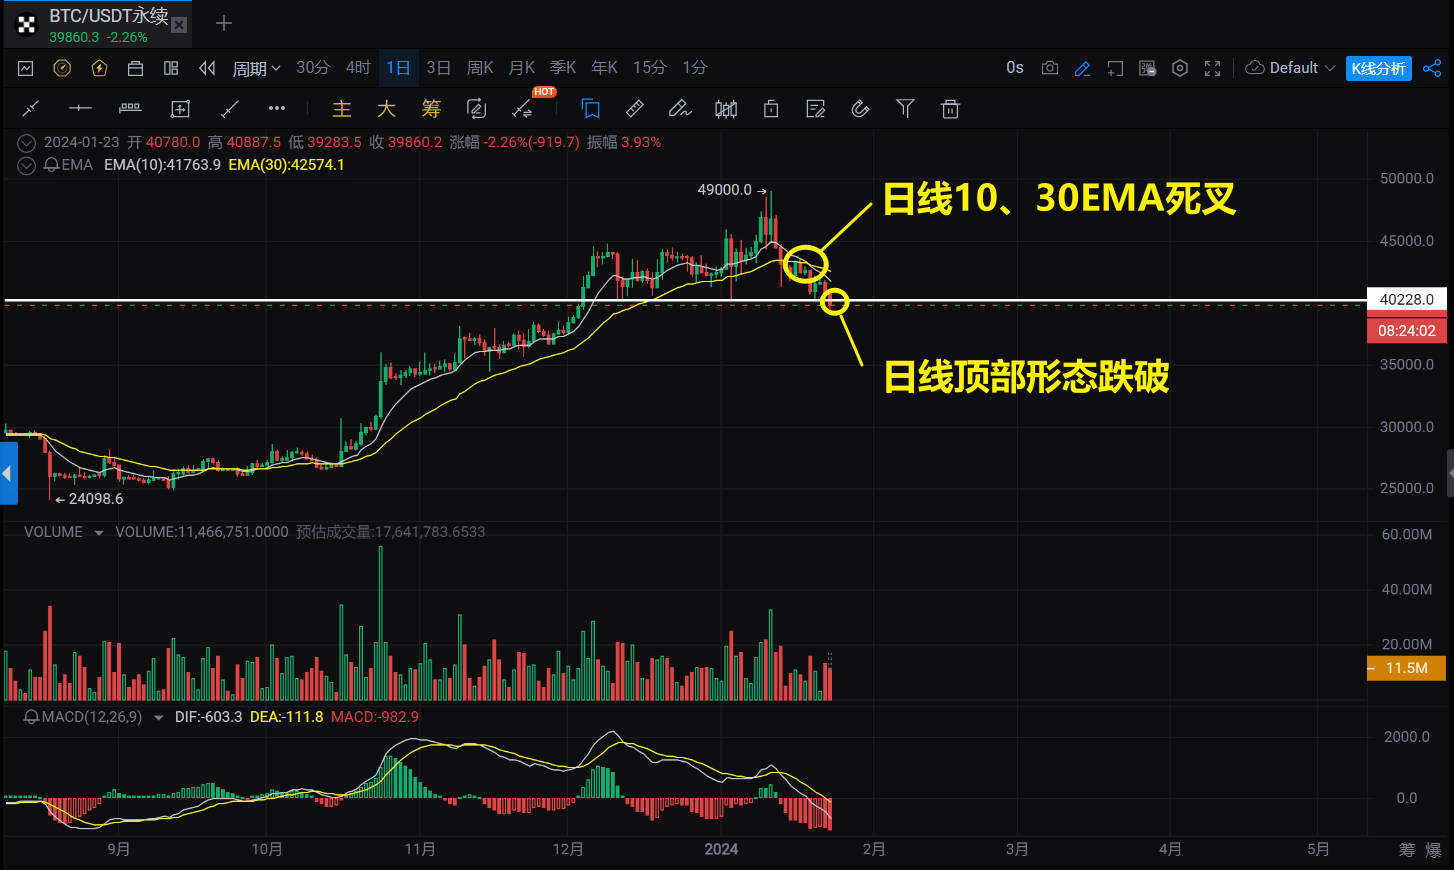 BTC/USDT永续
39860.3 -2.26%
周期 30分 4时 1日 3日 周K 月K 季K 年K 15分 1分 0s Default K线分析
主 大 筹 HOT
2024-01-23 开 40780.0 高 40887.5 低 39283.5 收 39860.2 涨幅 -2.26%(-919.7) 振幅 3.93%
EMA EMA(10):41763.9 EMA(30):42574.1
50000.0
49000.0
日线10、30EMA死叉
45000.0
40228.0
08:24:02
35000.0
日线顶部形态跌破
30000.0
25000.0
24098.6
VOLUME VOLUME:11,466,751.0000 预估成交量:17,641,783.6533
60.00M
40.00M
20.00M
11.5M
MACD(12,26,9) DIF:-603.3 DEA:-111.8 MACD:-982.9
2000.0
0.0
9月 10月 11月 12月 2024 2月 3月 4月 5月 筹 爆